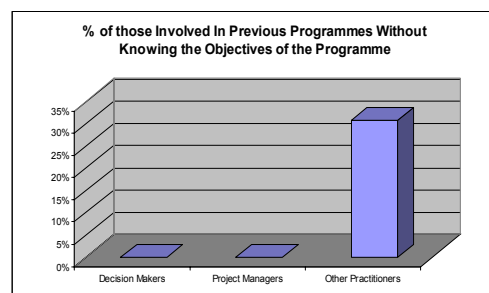 % of those Involved In Previous Programmes Without
Knowing the Objectives of the Programme
35%
30%
25%
20%
15%
10%
5%
0%
Decision Makers
Project Managers
Other Practitioners